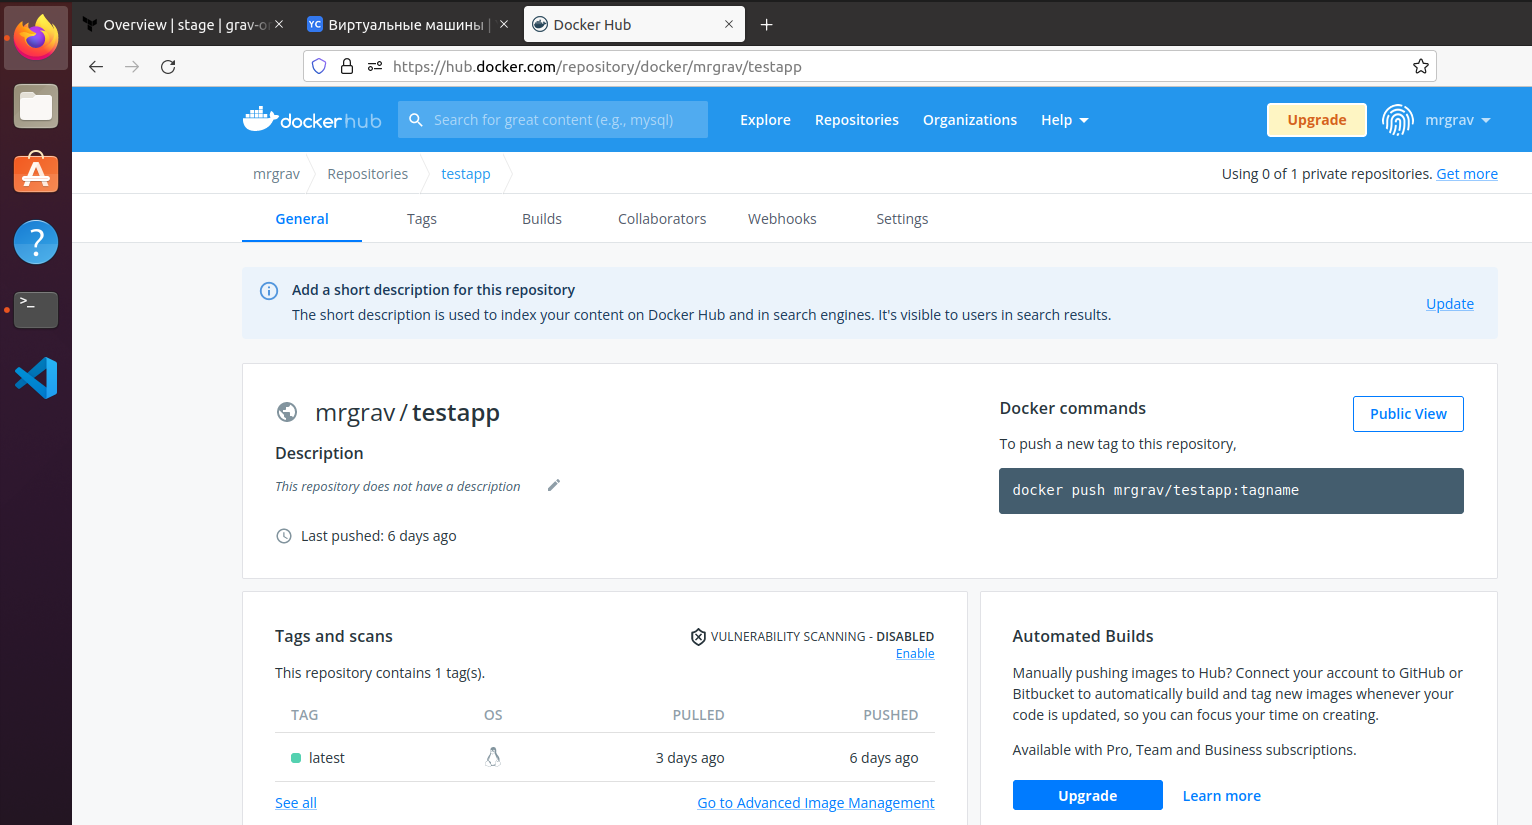 Overview | stage | grav-o
Виртуальные машины |
Docker Hub
https://hub.docker.com/repository/docker/mrgrav/testapp
docker hub
Search for great content (e.g., mysql)
Explore
Repositories
Organizations
Help
Upgrade
mrgrav
mrgrav
Repositories
testapp
Using 0 of 1 private repositories. Get more
General
Tags
Builds
Collaborators
Webhooks
Settings
Add a short description for this repository
The short description is used to index your content on Docker Hub and in search engines. It's visible to users in search results.
Update
mrgrav / testapp
Description
This repository does not have a description
Last pushed: 6 days ago
Docker commands
Public View
To push a new tag to this repository,
docker push mrgrav/testapp:tagname
Tags and scans
VULNERABILITY SCANNING - DISABLED
Enable
This repository contains 1 tag(s).
TAG
OS
PULLED
PUSHED
latest
3 days ago
6 days ago
See all
Go to Advanced Image Management
Automated Builds
Manually pushing images to Hub? Connect your account to GitHub or
Bitbucket to automatically build and tag new images whenever your
code is updated, so you can focus your time on creating.
Available with Pro, Team and Business subscriptions.
Upgrade
Learn more